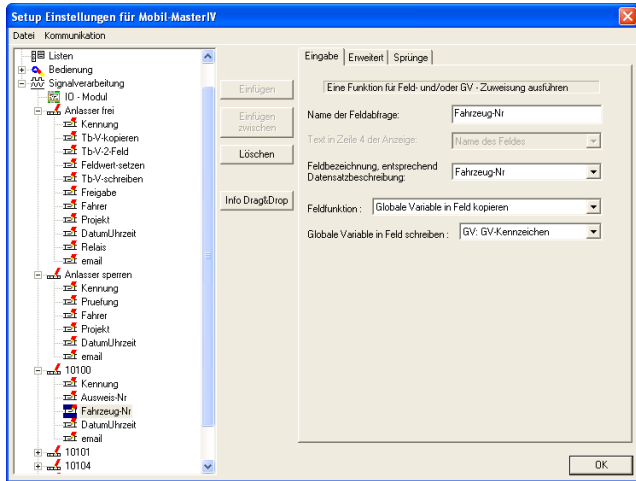 Setup Einstellungen für Mobil-MasterIV
Datei Kommunikation
Listen
Bedienung
Signalverarbeitung
IO - Modul
Anlasser frei
Kennung
Tb-V-kopieren
Tb-V-2-Feld
Feldwert-setzen
Tb-V-schreiben
Freigabe
Fahrer
Projekt
DatumUhrzeit
Relais
email
Anlasser sperren
Kennung
Pruefung
Fahrer
Projekt
DatumUhrzeit
email
10100
Kennung
Ausweis-Nr
Fahrzeug-Nr
DatumUhrzeit
email
10101
10104
Einfügen
Einfügen
zwischen
Löschen
Info Drag&Drop
Eingabe Erweitert Sprünge
Eine Funktion für Feld- und/oder GV - Zuweisung ausführen
Name der Feldabfrage: Fahrzeug-Nr
Text in Zeile 4 der Anzeige: Name des Feldes
Feldbezeichnung, entsprechend
Datensatzbeschreibung: Fahrzeug-Nr
Feldfunktion : Globale Variable in Feld kopieren
Globale Variable in Feld schreiben : GV: GV-Kennzeichen
OK